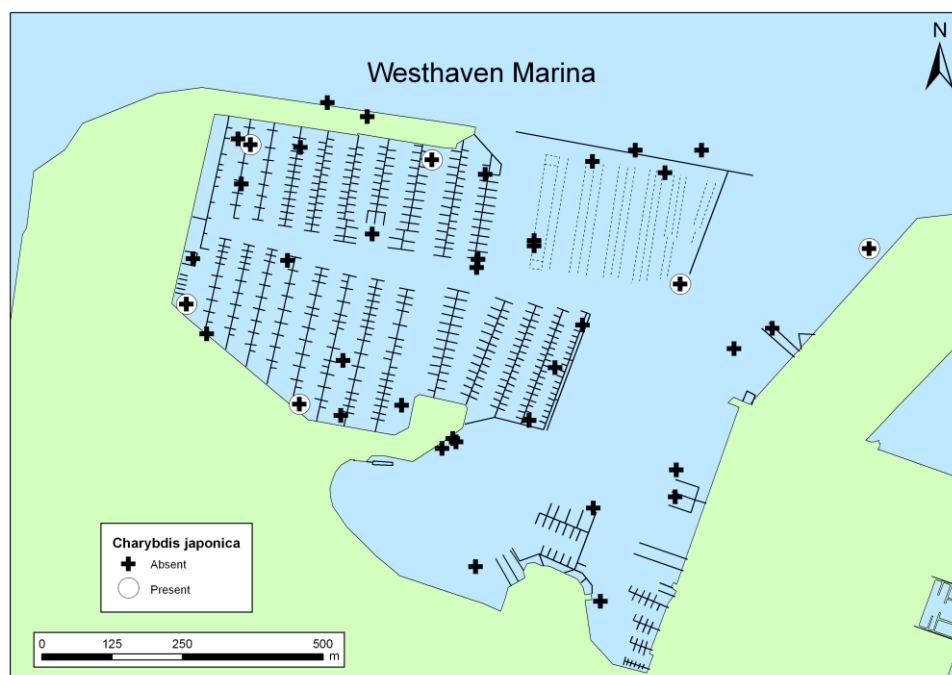 N
Westhaven Marina
Charybdis japonica
Absent
Present
0 125 250 500
m